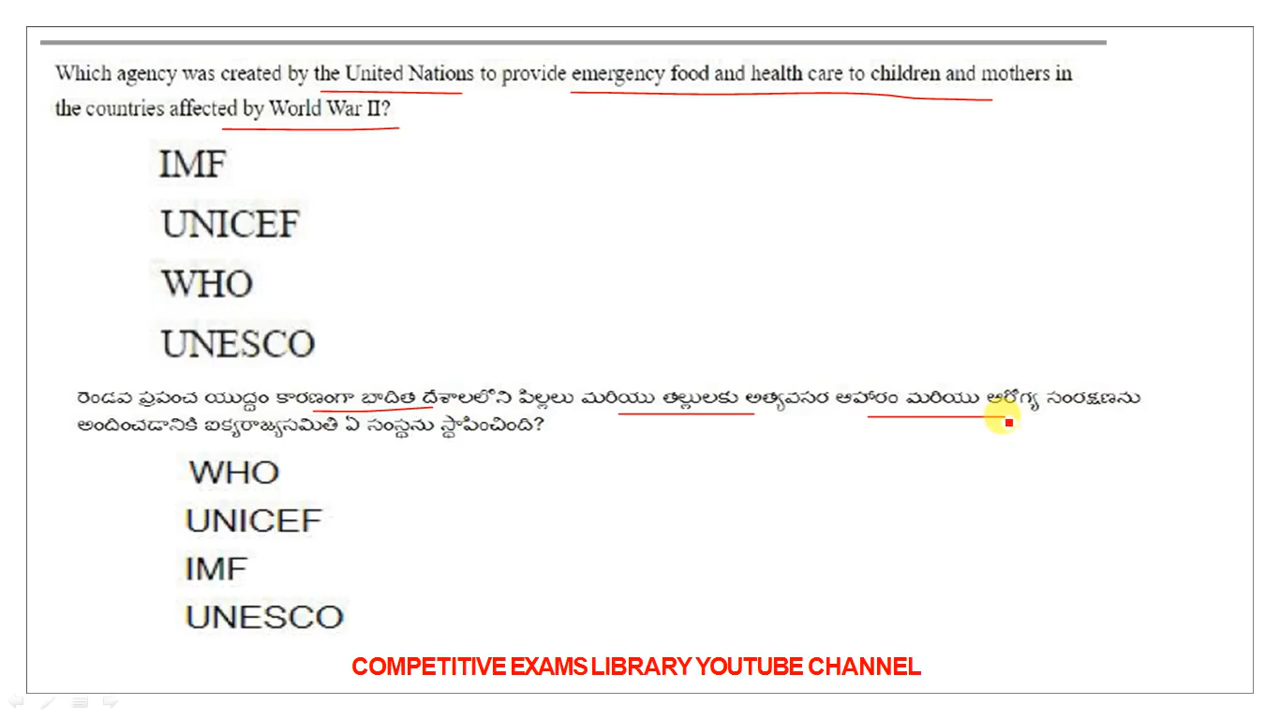 Which agency was created by the United Nations to provide emergency food and health care to children and mothers in
the countries affected by World War II?
IMF
UNICEF
WHO
UNESCO
రెండవ ప్రపంచ యుద్ధం కారణంగా బాదిత దేశాలలోని పిల్లలు మరియు తల్లులకు అత్యవసర ఆహారం మరియు ఆరోగ్య సంరక్షణను
అందించడానికి ఐక్యరాజ్యసమితి ఏ సంస్థను స్థాపించింది?
WHO
UNICEF
IMF
UNESCO
COMPETITIVE EXAMS LIBRARY YOUTUBE CHANNEL